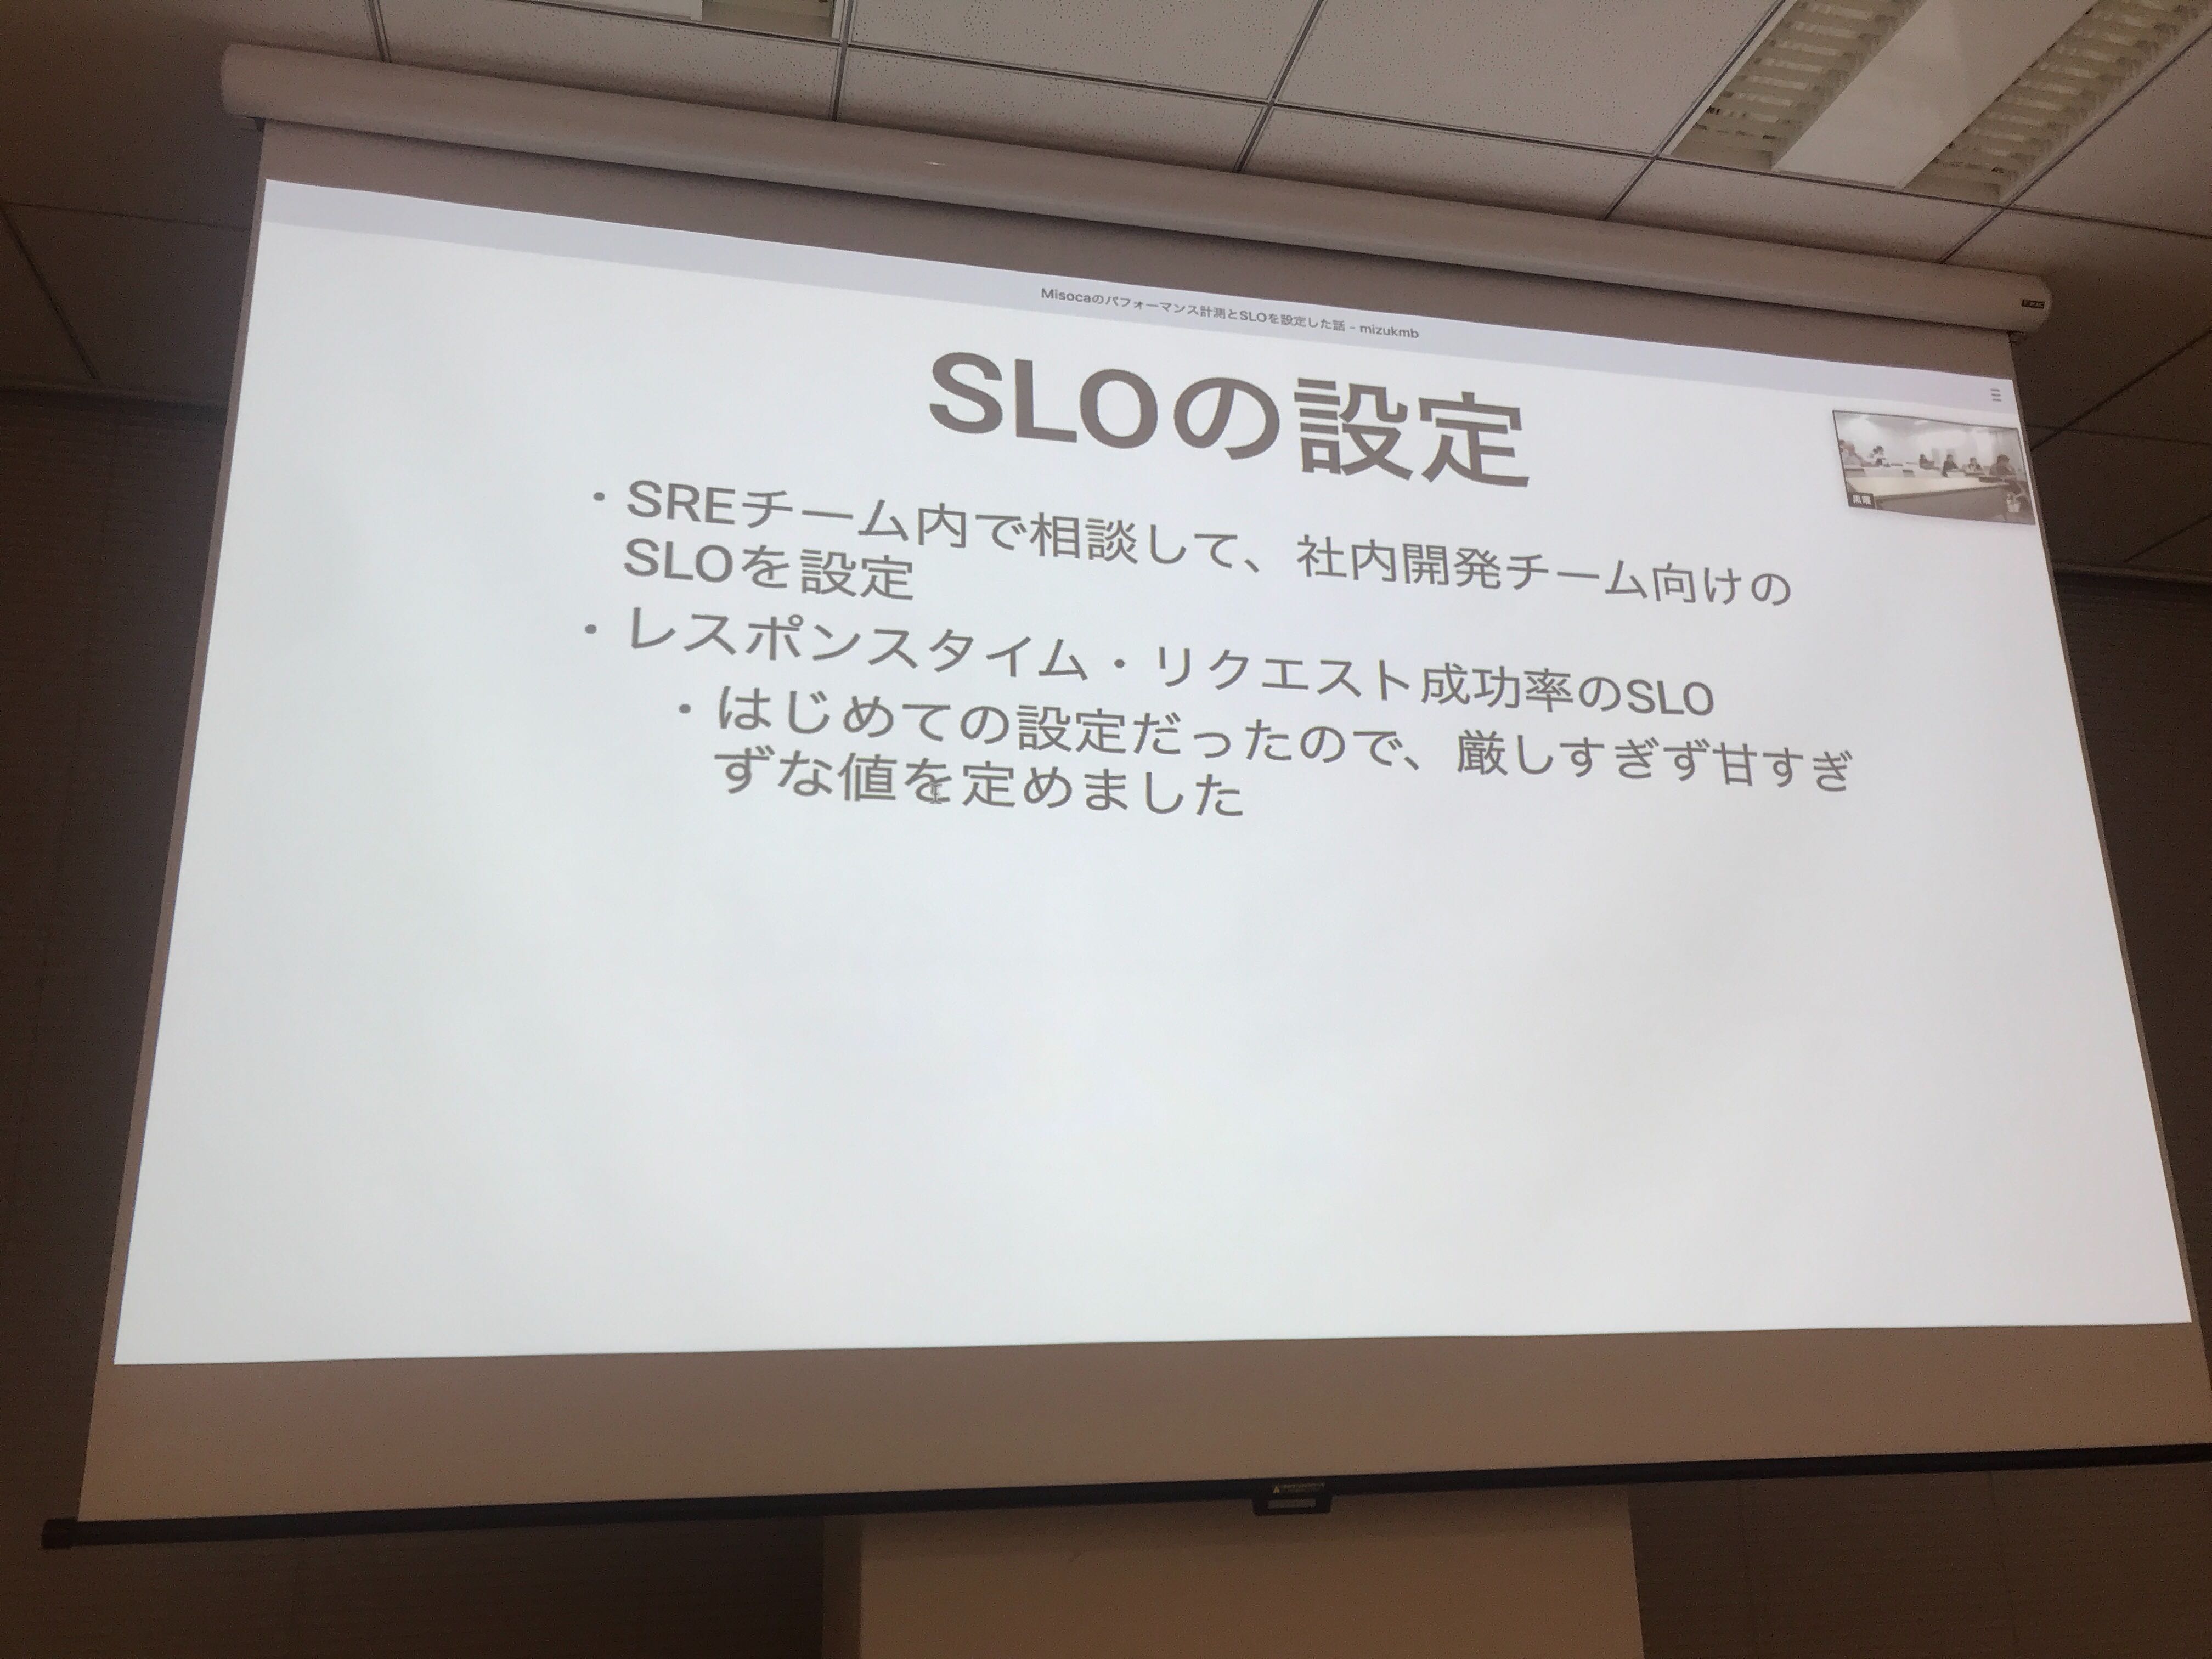 Misocaのパフォーマンス計測とSLOを設定した話 - mizukmb
SLOの設定
・SREチーム内で相談して、社内開発チーム向けの
SLOを設定
・レスポンスタイム・リクエスト成功率のSLO
・はじめての設定だったので、厳しすぎず甘すぎ
ずな値を定めました